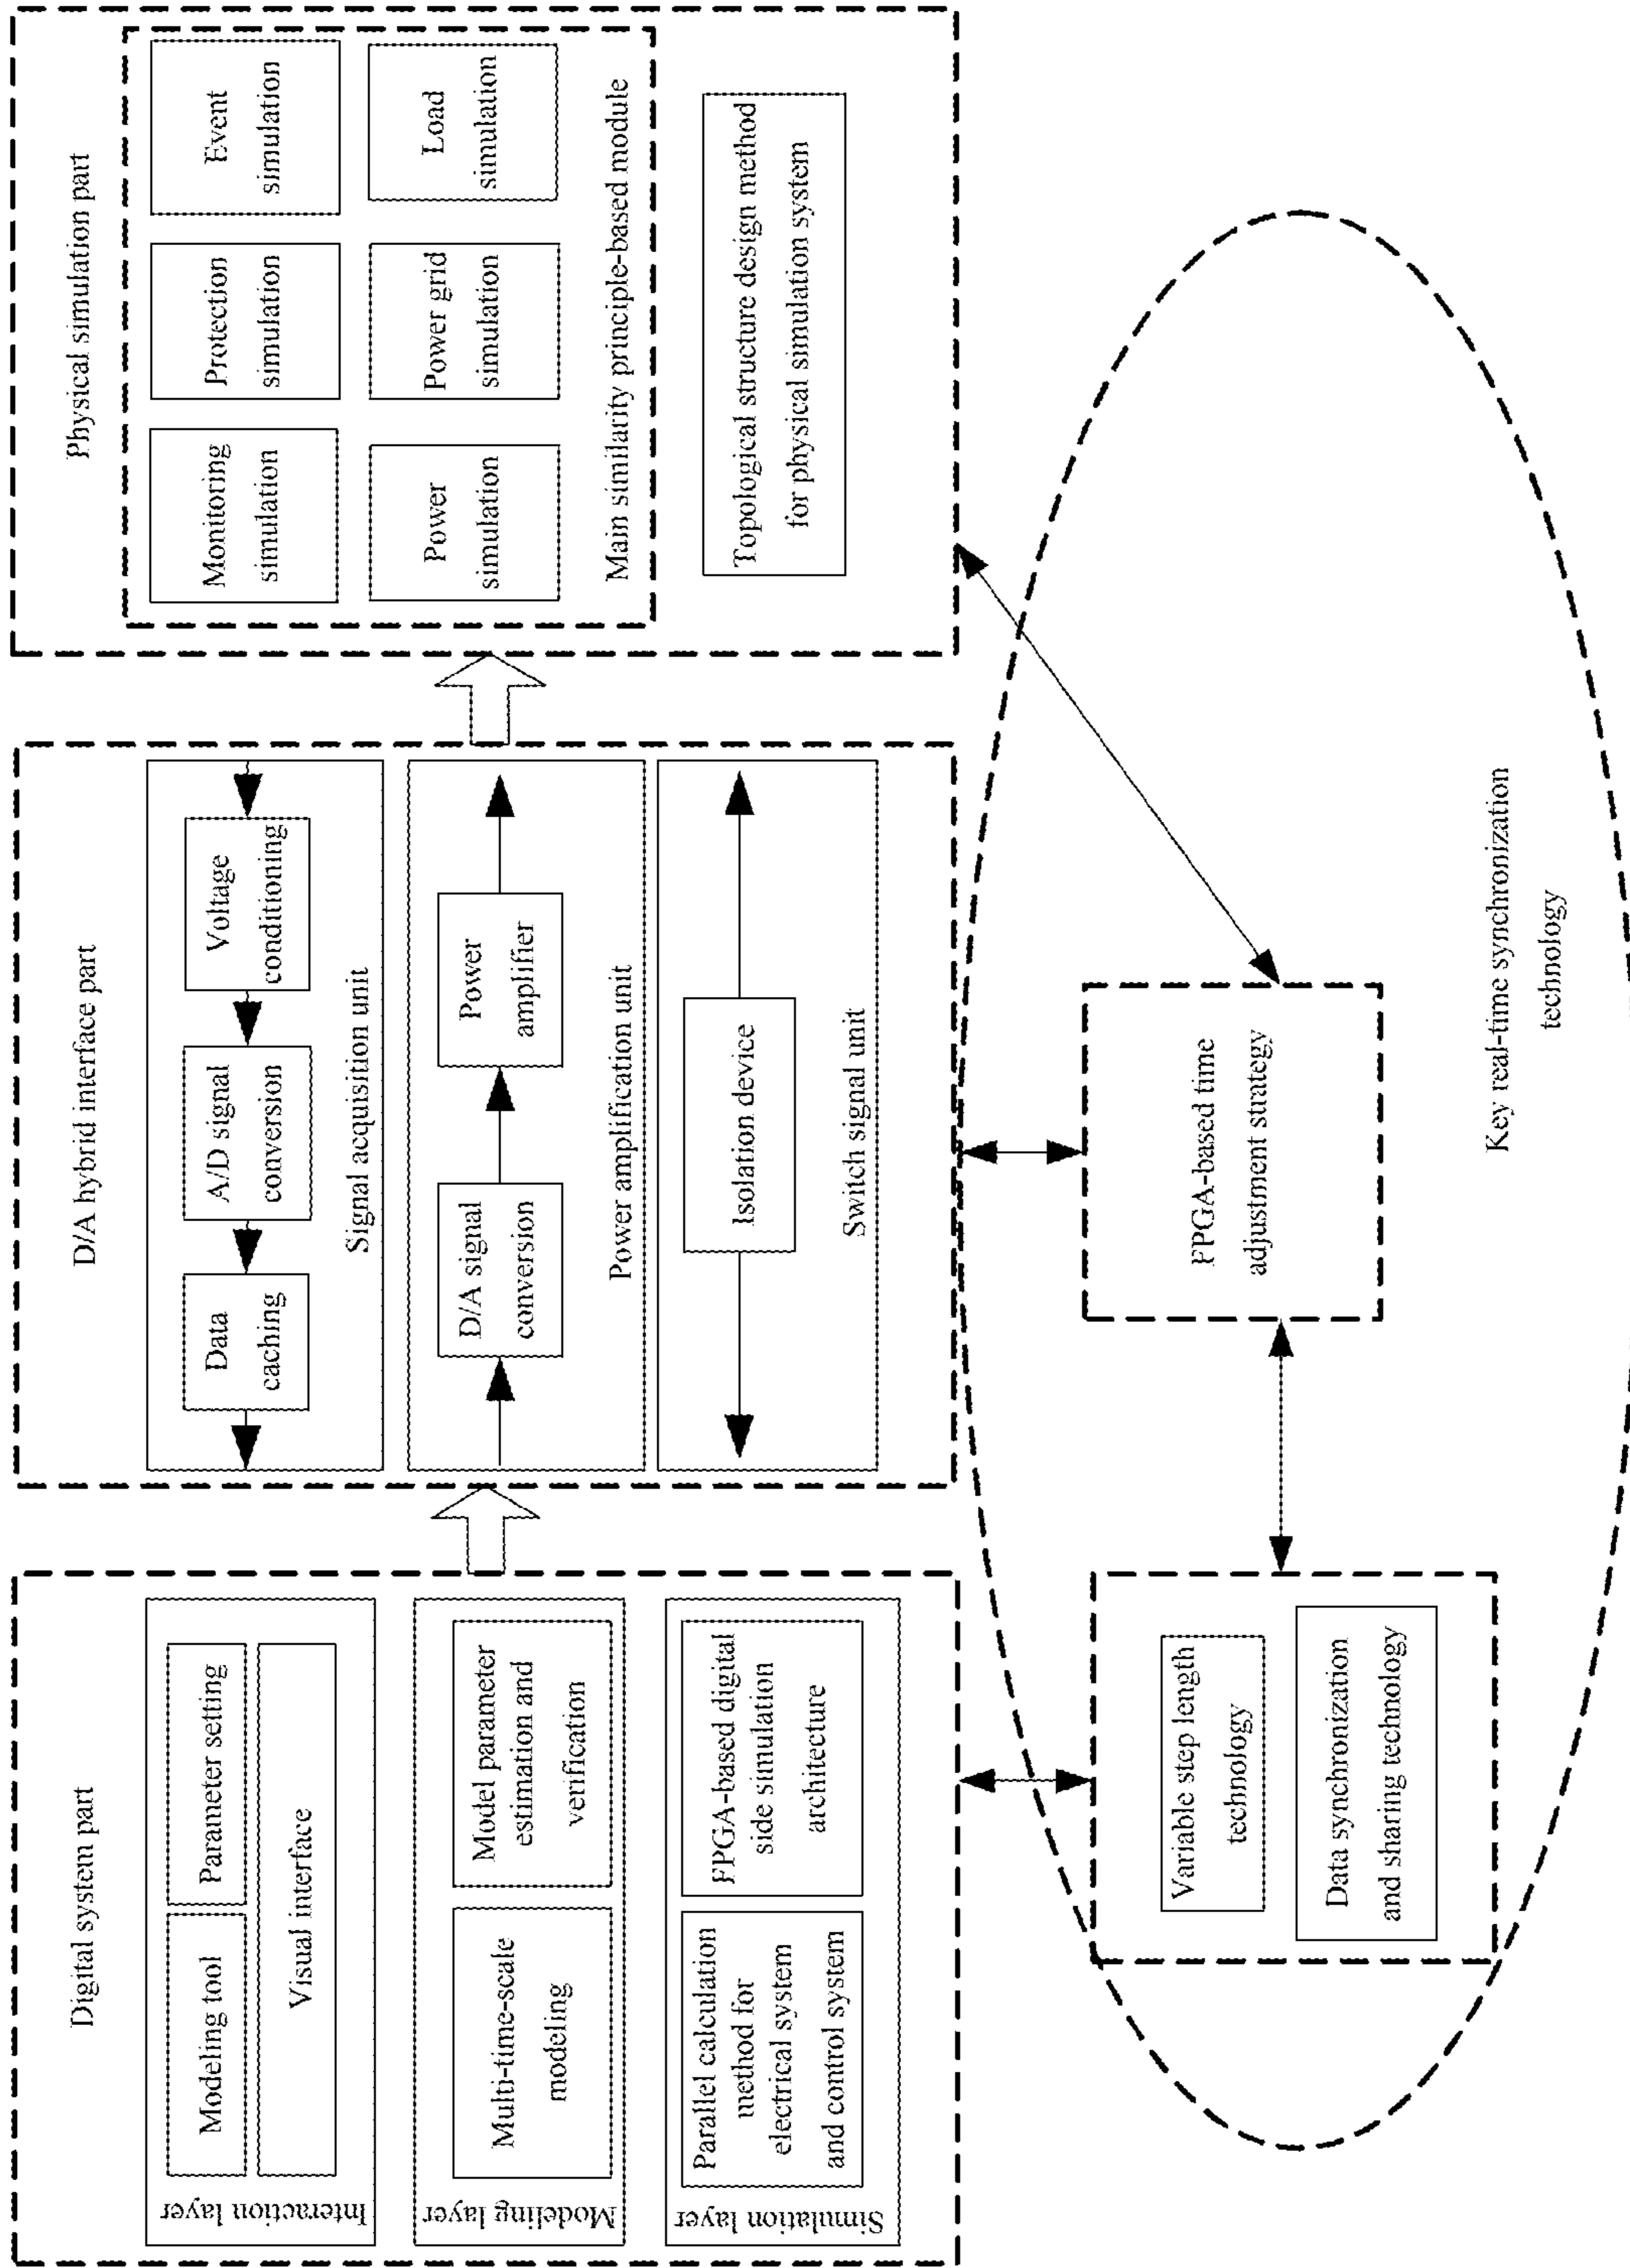 Digital system part
Interaction layer
Modeling tool
Parameter setting
Visual interface
Modeling layer
Multi-time-scale
modeling
Model parameter
estimation and
verification
Simulation layer
Parallel calculation
method for
electrical system
and control system
FPGA-based digital
side simulation
architecture
D/A hybrid interface part
Data
caching
A/D signal
conversion
Voltage
conditioning
Signal acquisition unit
D/A signal
conversion
Power
amplifier
Power amplification unit
Isolation device
Switch signal unit
Physical simulation part
Monitoring
simulation
Protection
simulation
Event
simulation
Power
simulation
Power grid
simulation
Load
simulation
Main similarity principle-based module
Topological structure design method
for physical simulation system
Variable step length
technology
Data synchronization
and sharing technology
FPGA-based time
adjustment strategy
Key real-time synchronization
technology